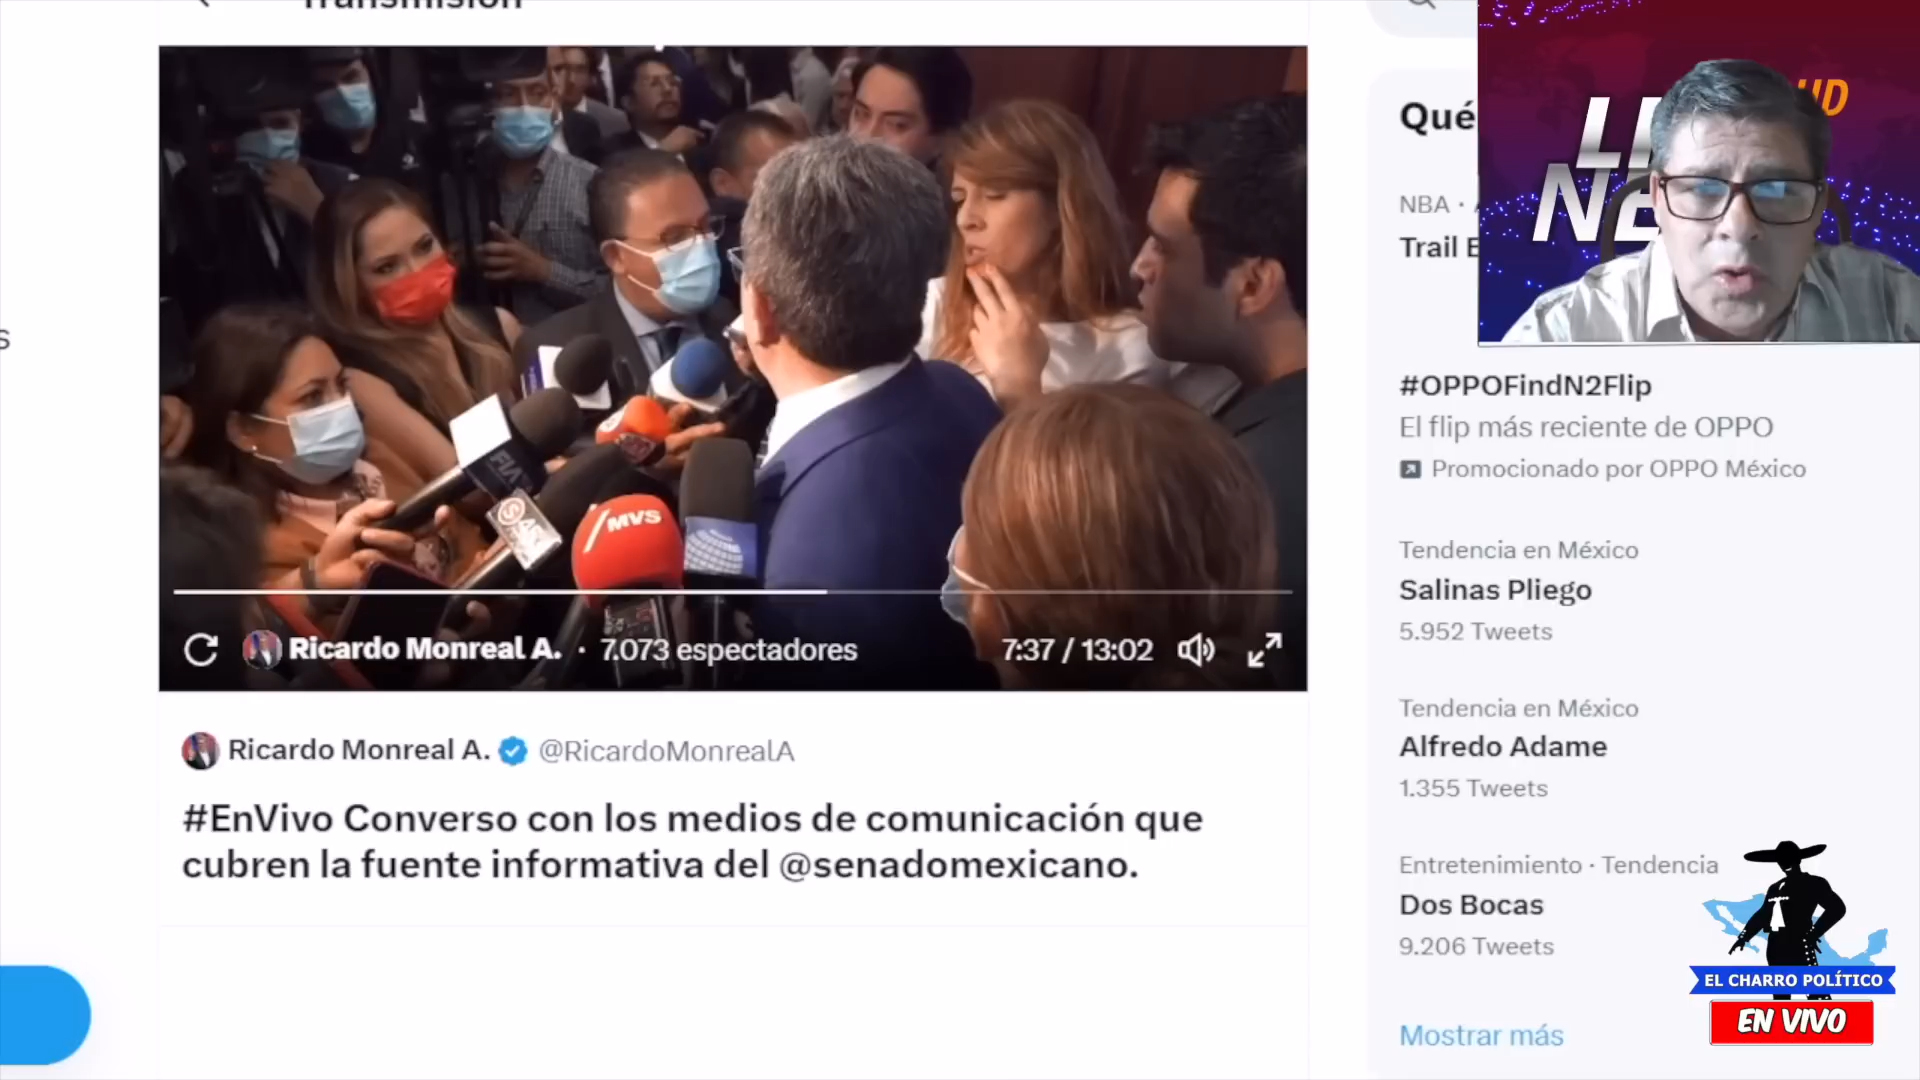 Transmisión
MVS
Ricardo Monreal A. · 7.073 espectadores
7:37 / 13:02
Ricardo Monreal A. @RicardoMonrealA
#EnVivo Converso con los medios de comunicación que
cubren la fuente informativa del @senadomexicano.
s
Qué
NBA ·
Trail
#OPPOFindN2Flip
El flip más reciente de OPPO
Promocionado por OPPO México
Tendencia en México
Salinas Pliego
5.952 Tweets
Tendencia en México
Alfredo Adame
1.355 Tweets
Entretenimiento · Tendencia
Dos Bocas
9.206 Tweets
Mostrar más
EL CHARRO POLÍTICO
EN VIVO